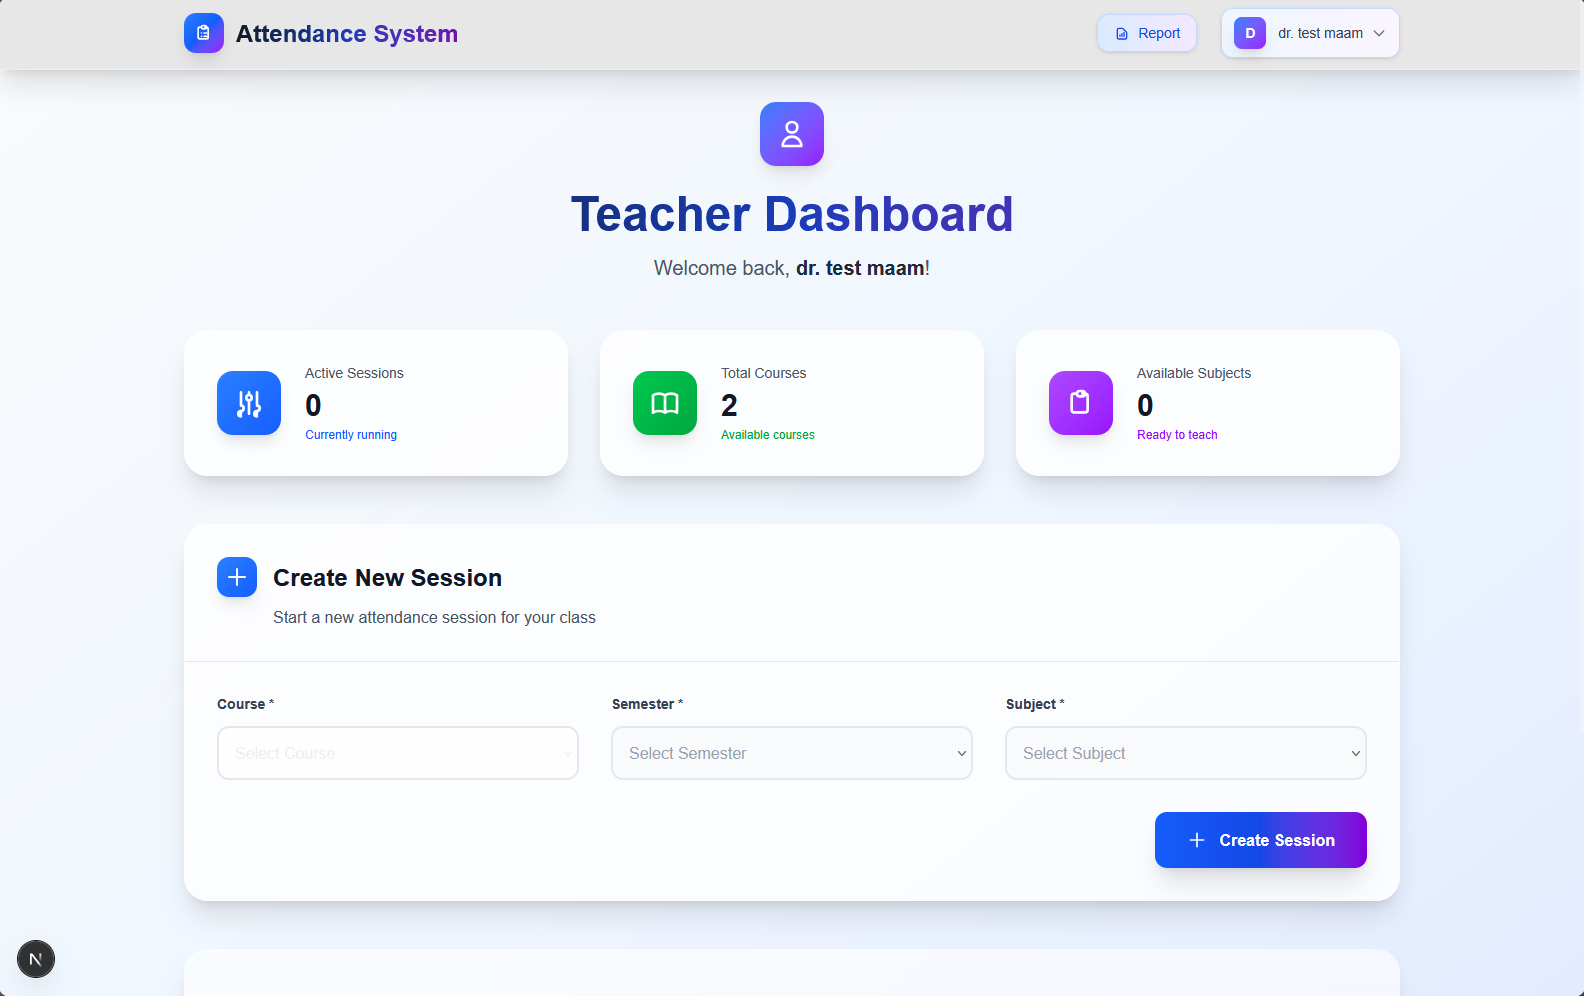 Attendance System
Report
D
dr. test maam
Teacher Dashboard
Welcome back, dr. test maam!
Active Sessions
0
Currently running
Total Courses
2
Available courses
Available Subjects
0
Ready to teach
Create New Session
Start a new attendance session for your class
Course *
Semester *
Subject *
Select Course
Select Semester
Select Subject
Create Session
N